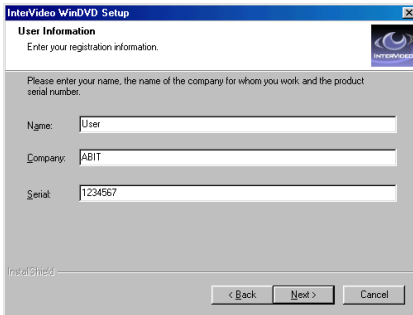 InterVideo WinDVD Setup
User Information
Enter your registration information.
INTERVIDEO
Please enter your name, the name of the company for whom you work and the product
serial number.
Name: User
Company: ABIT
Serial: 1234567
InstallShield
< Back Next > Cancel